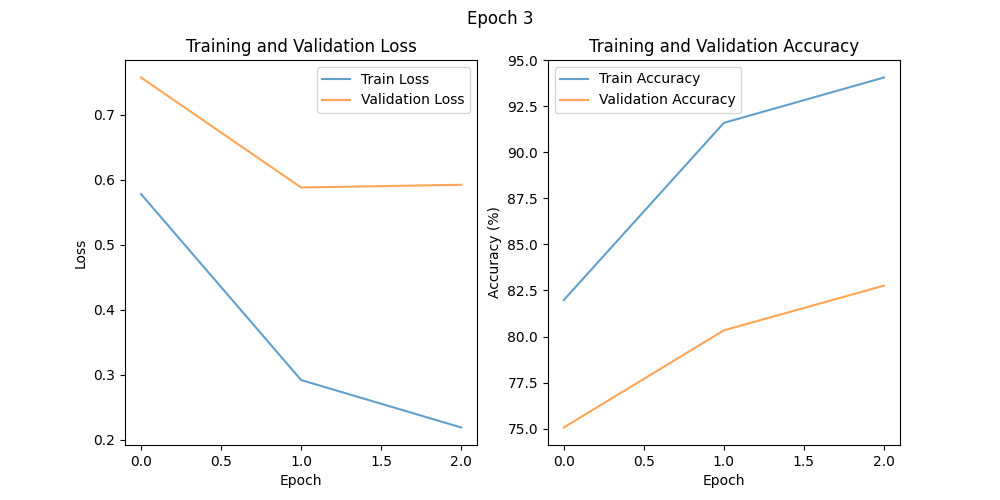 Epoch 3
Training and Validation Loss
Train Loss
Validation Loss
0.7
0.6
0.5
0.4
0.3
0.2
Loss
0.0 0.5 1.0 1.5 2.0
Epoch
Training and Validation Accuracy
Train Accuracy
Validation Accuracy
95.0
92.5
90.0
87.5
85.0
82.5
80.0
77.5
75.0
Accuracy (%)
0.0 0.5 1.0 1.5 2.0
Epoch